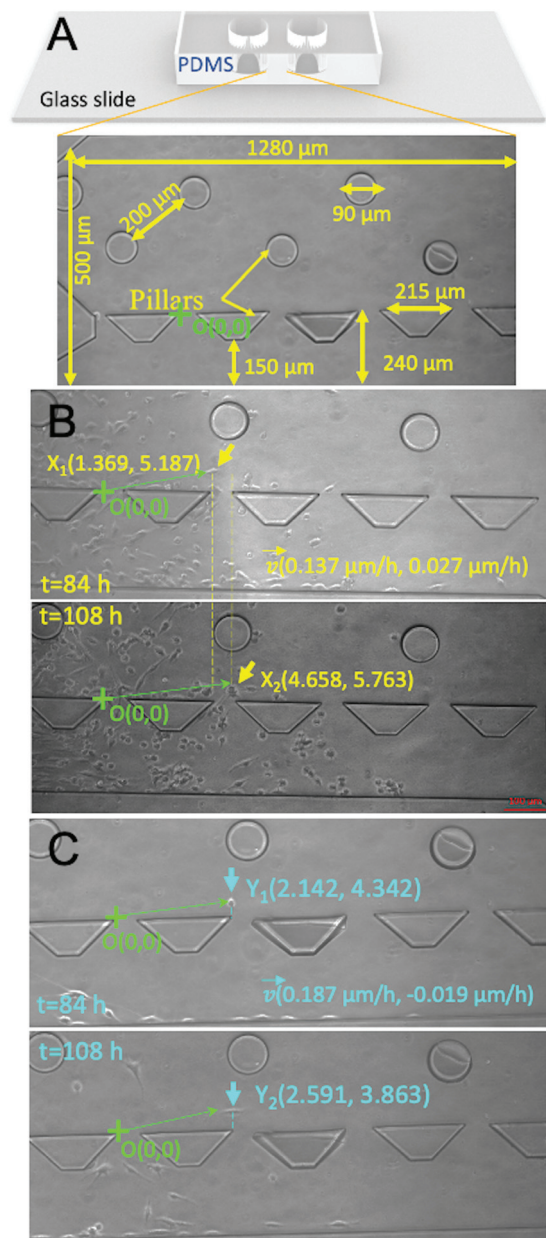 A
PDMS
Glass slide
1280 μm
500 μm
200 μm
90 μm
Pillars
O(0,0)
215 μm
150 μm
240 μm
B
X1(1.369, 5.187)
O(0,0)
v(0.137 μm/h, 0.027 μm/h)
t=84 h
t=108 h
X2(4.658, 5.763)
O(0,0)
C
Y1(2.142, 4.342)
O(0,0)
v(0.187 μm/h, -0.019 μm/h)
t=84 h
t=108 h
Y2(2.591, 3.863)
O(0,0)